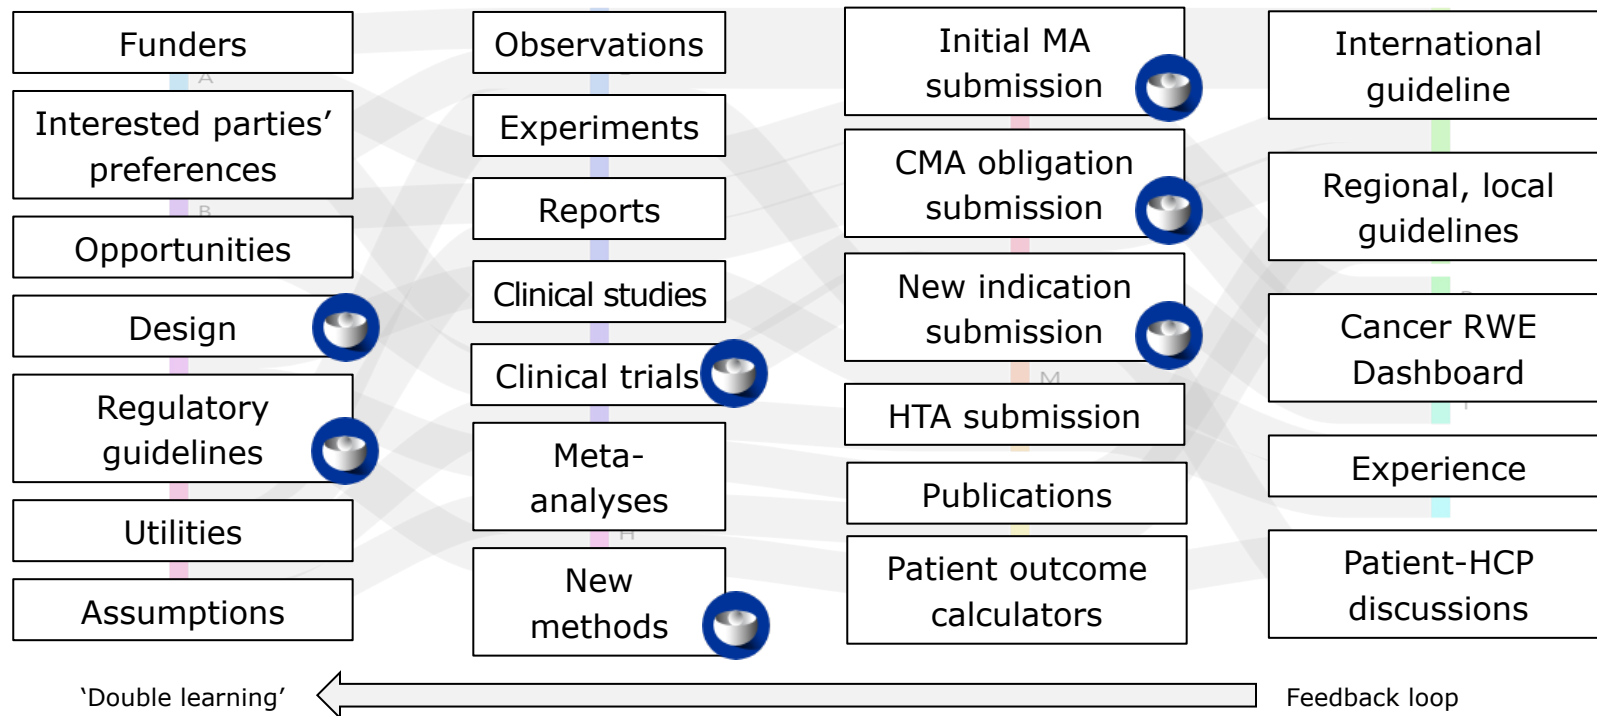 Funders
A
Interested parties’
preferences
B
Opportunities
Design
Regulatory
guidelines
Utilities
Assumptions
Observations
Experiments
Reports
Clinical studies
Clinical trials
Meta-
analyses
H
New
methods
Initial MA
submission
CMA obligation
submission
New indication
submission
M
HTA submission
Publications
Patient outcome
calculators
International
guideline
Regional, local
guidelines
Cancer RWE
Dashboard
Experience
Patient-HCP
discussions
‘Double learning’
Feedback loop